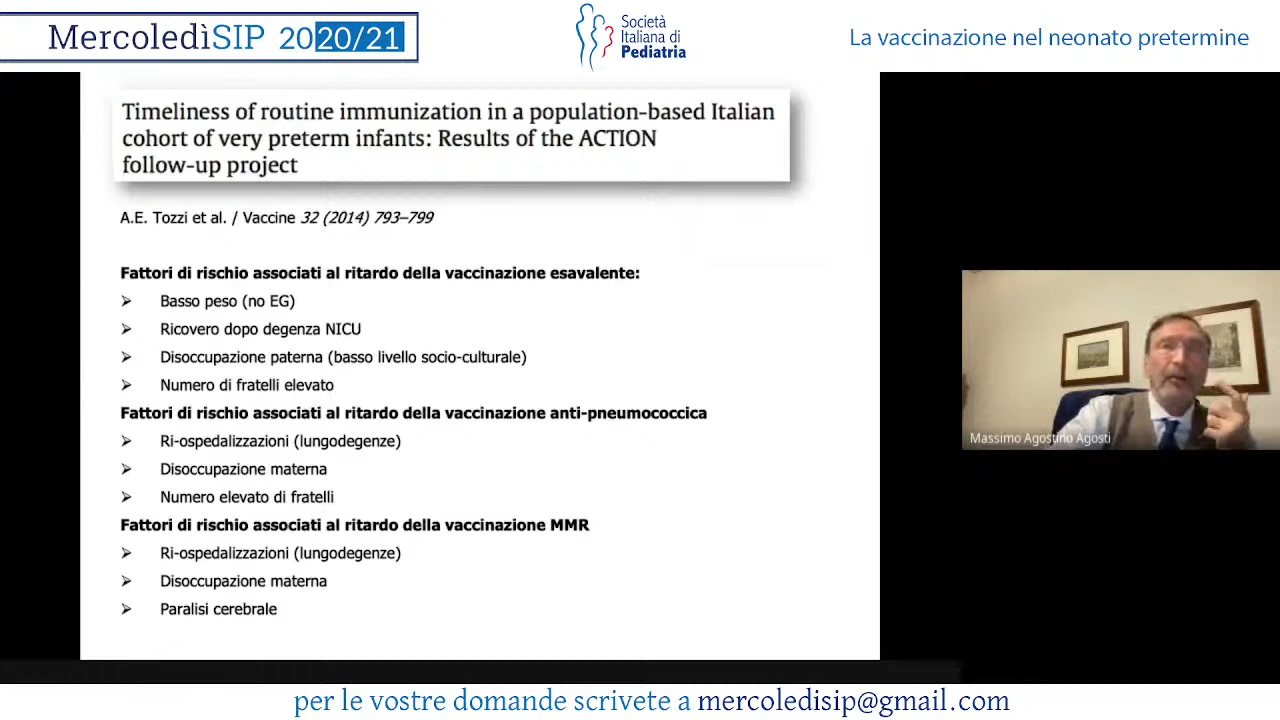 MercoledìSIP 2020/21
Società
Italiana di
Pediatria
La vaccinazione nel neonato pretermine
Timeliness of routine immunization in a population-based Italian
cohort of very preterm infants: Results of the ACTION
follow-up project
A.E. Tozzi et al. / Vaccine 32 (2014) 793–799
Fattori di rischio associati al ritardo della vaccinazione esavalente:
➢ Basso peso (no EG)
➢ Ricovero dopo degenza NICU
➢ Disoccupazione paterna (basso livello socio-culturale)
➢ Numero di fratelli elevato
Fattori di rischio associati al ritardo della vaccinazione anti-pneumococcica
➢ Ri-ospedalizzazioni (lungodegenze)
➢ Disoccupazione materna
➢ Numero elevato di fratelli
Fattori di rischio associati al ritardo della vaccinazione MMR
➢ Ri-ospedalizzazioni (lungodegenze)
➢ Disoccupazione materna
➢ Paralisi cerebrale
Massimo Agostino Agosti
per le vostre domande scrivete a mercoledisip@gmail.com